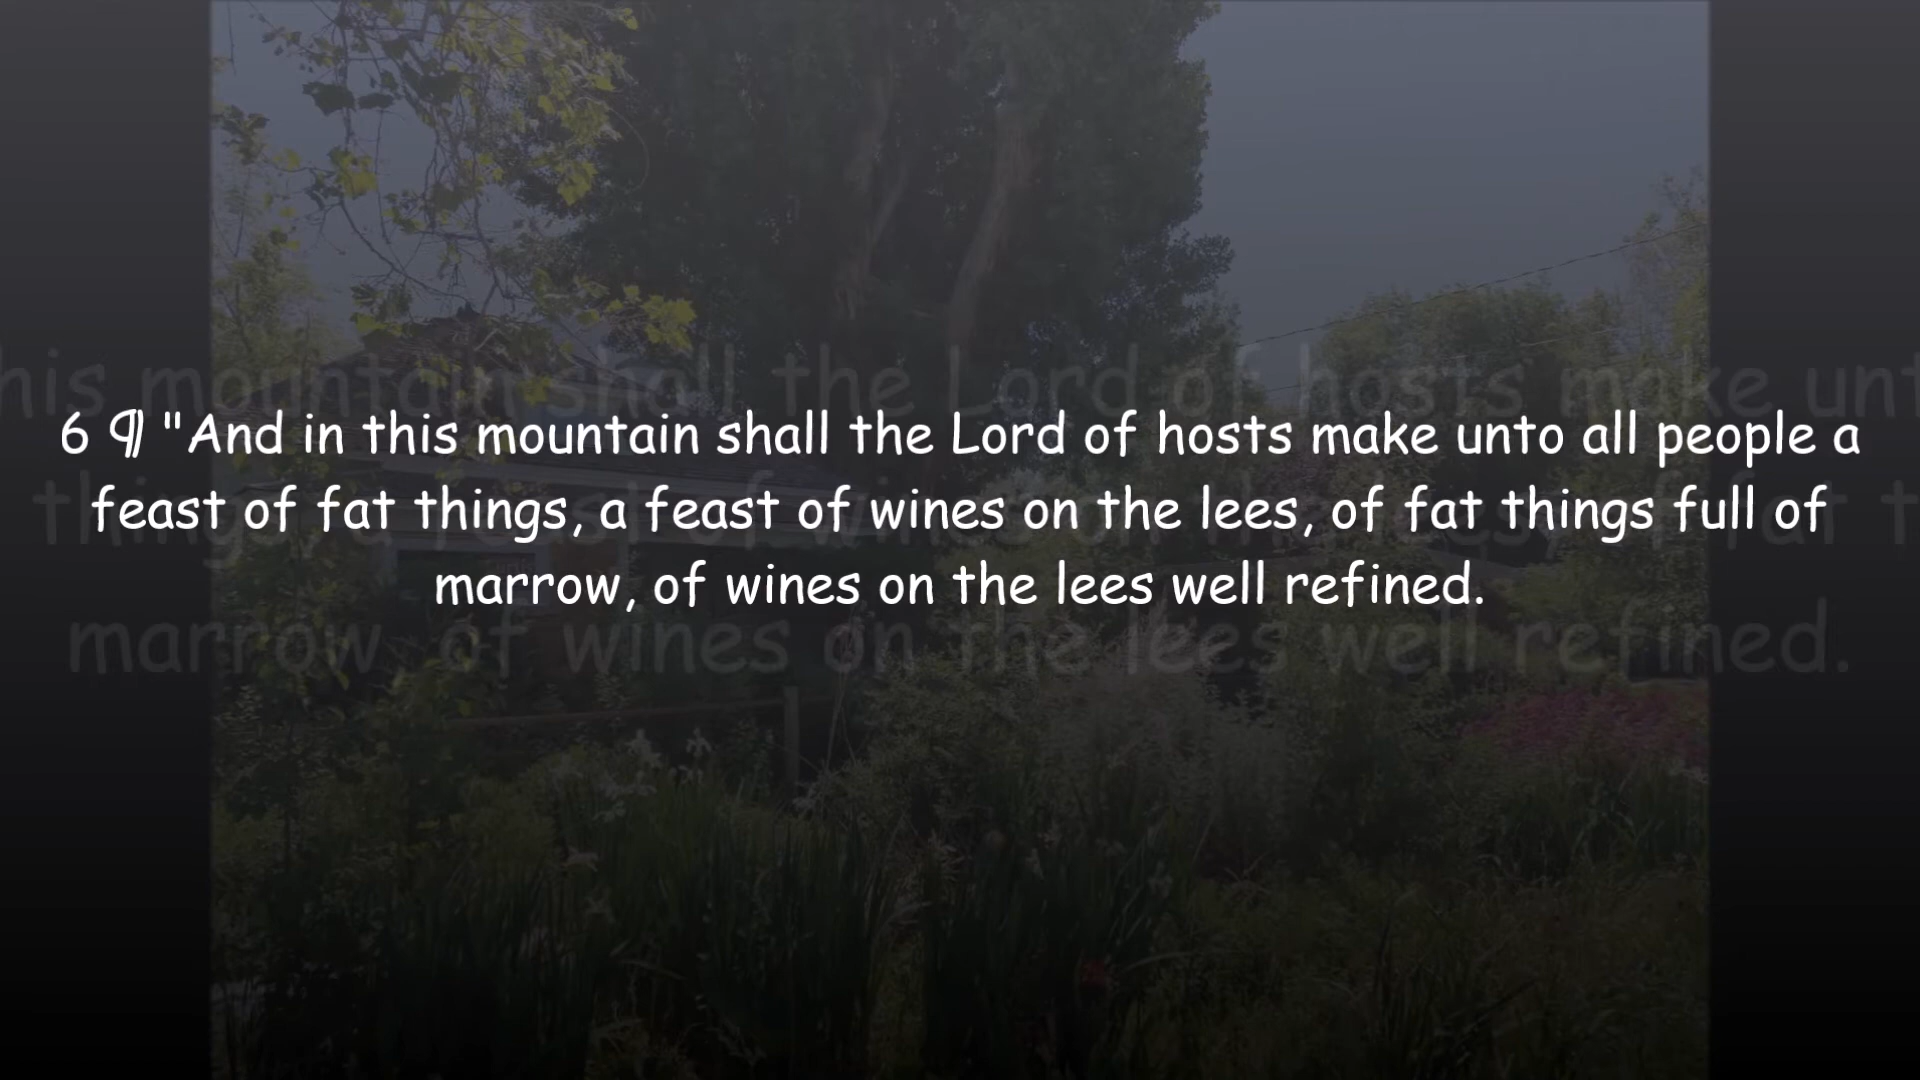 6 ¶ "And in this mountain shall the Lord of hosts make unto all people a
feast of fat things, a feast of wines on the lees, of fat things full of
marrow, of wines on the lees well refined.